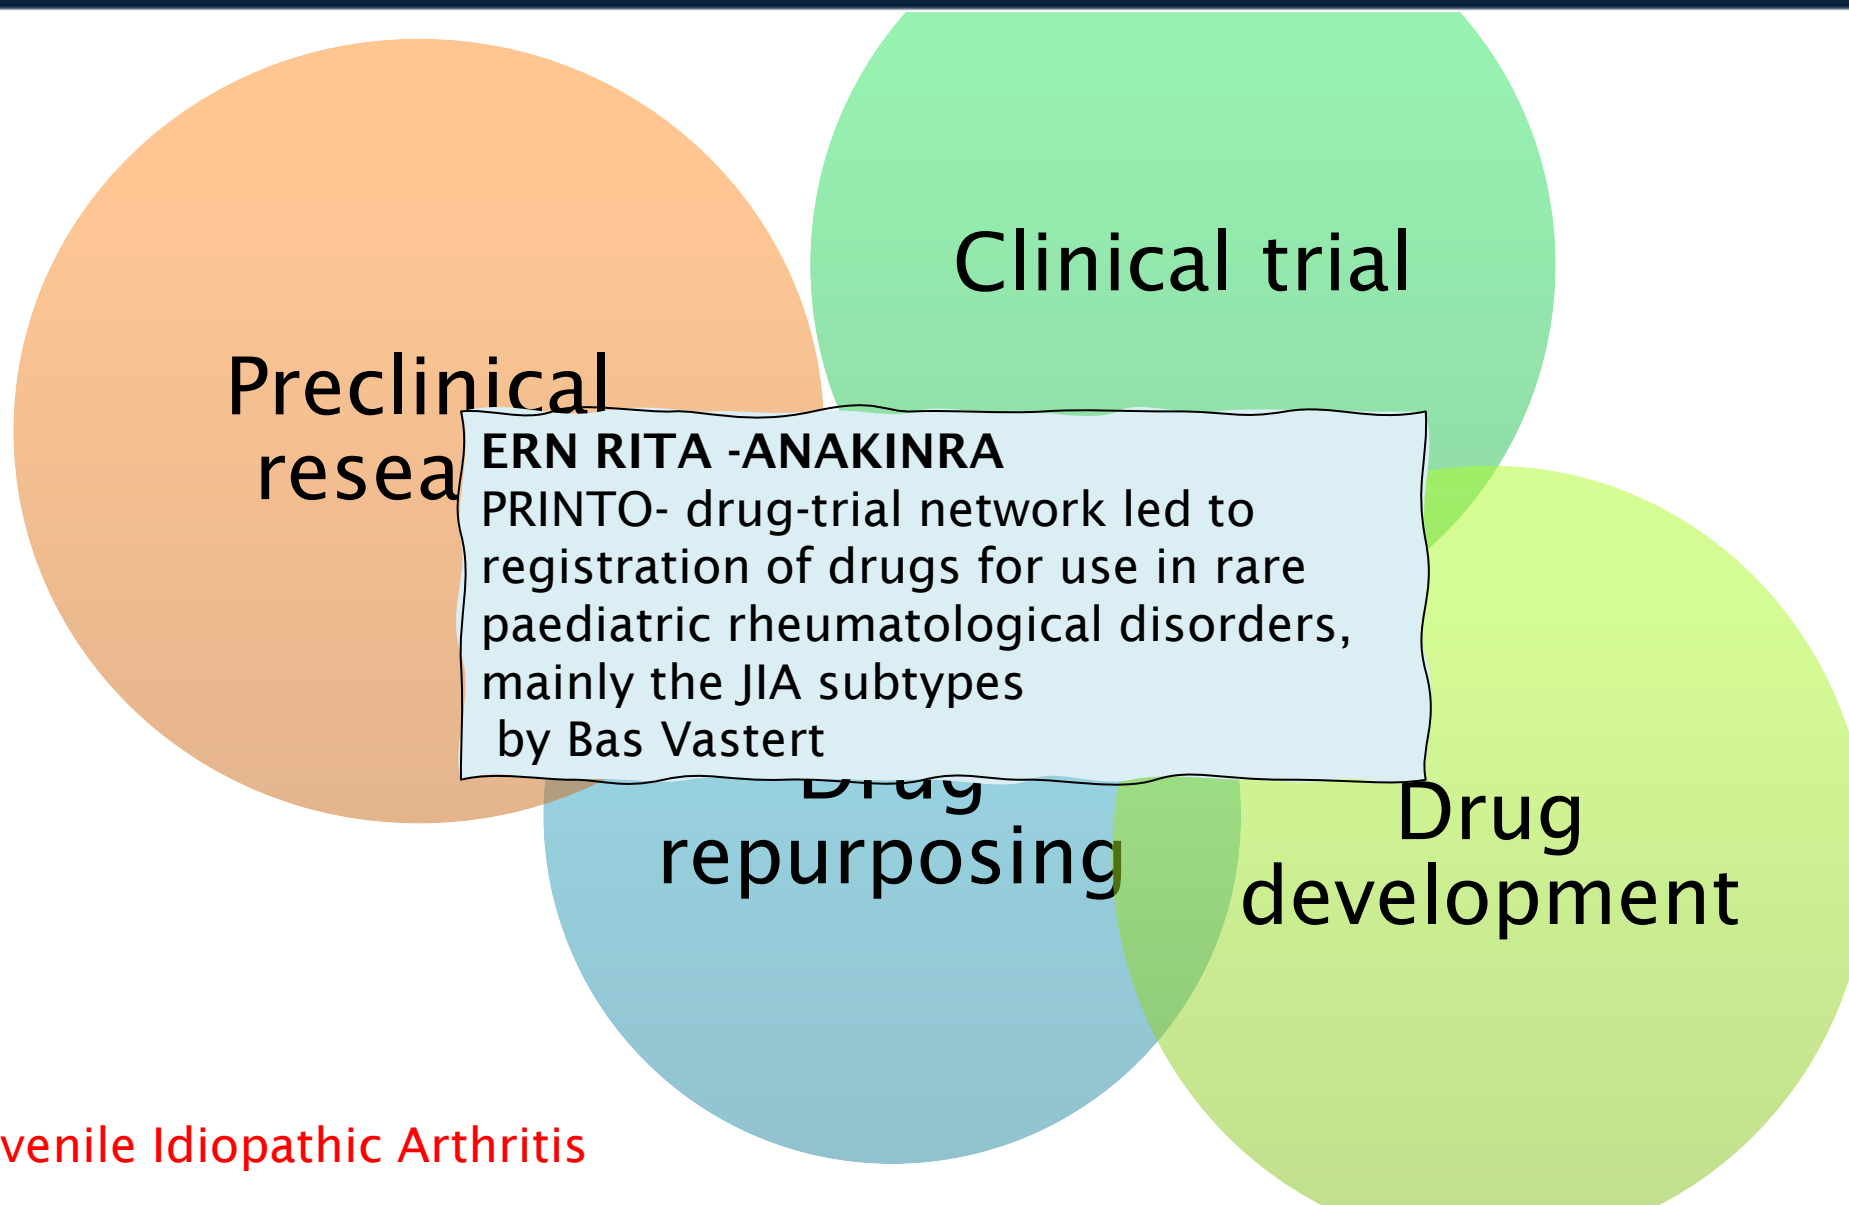 Clinical trial
Preclinical
resea
ERN RITA -ANAKINRA
PRINTO- drug-trial network led to
registration of drugs for use in rare
paediatric rheumatological disorders,
mainly the JIA subtypes
by Bas Vastert
Drug
repurposing
Drug
development
venile Idiopathic Arthritis